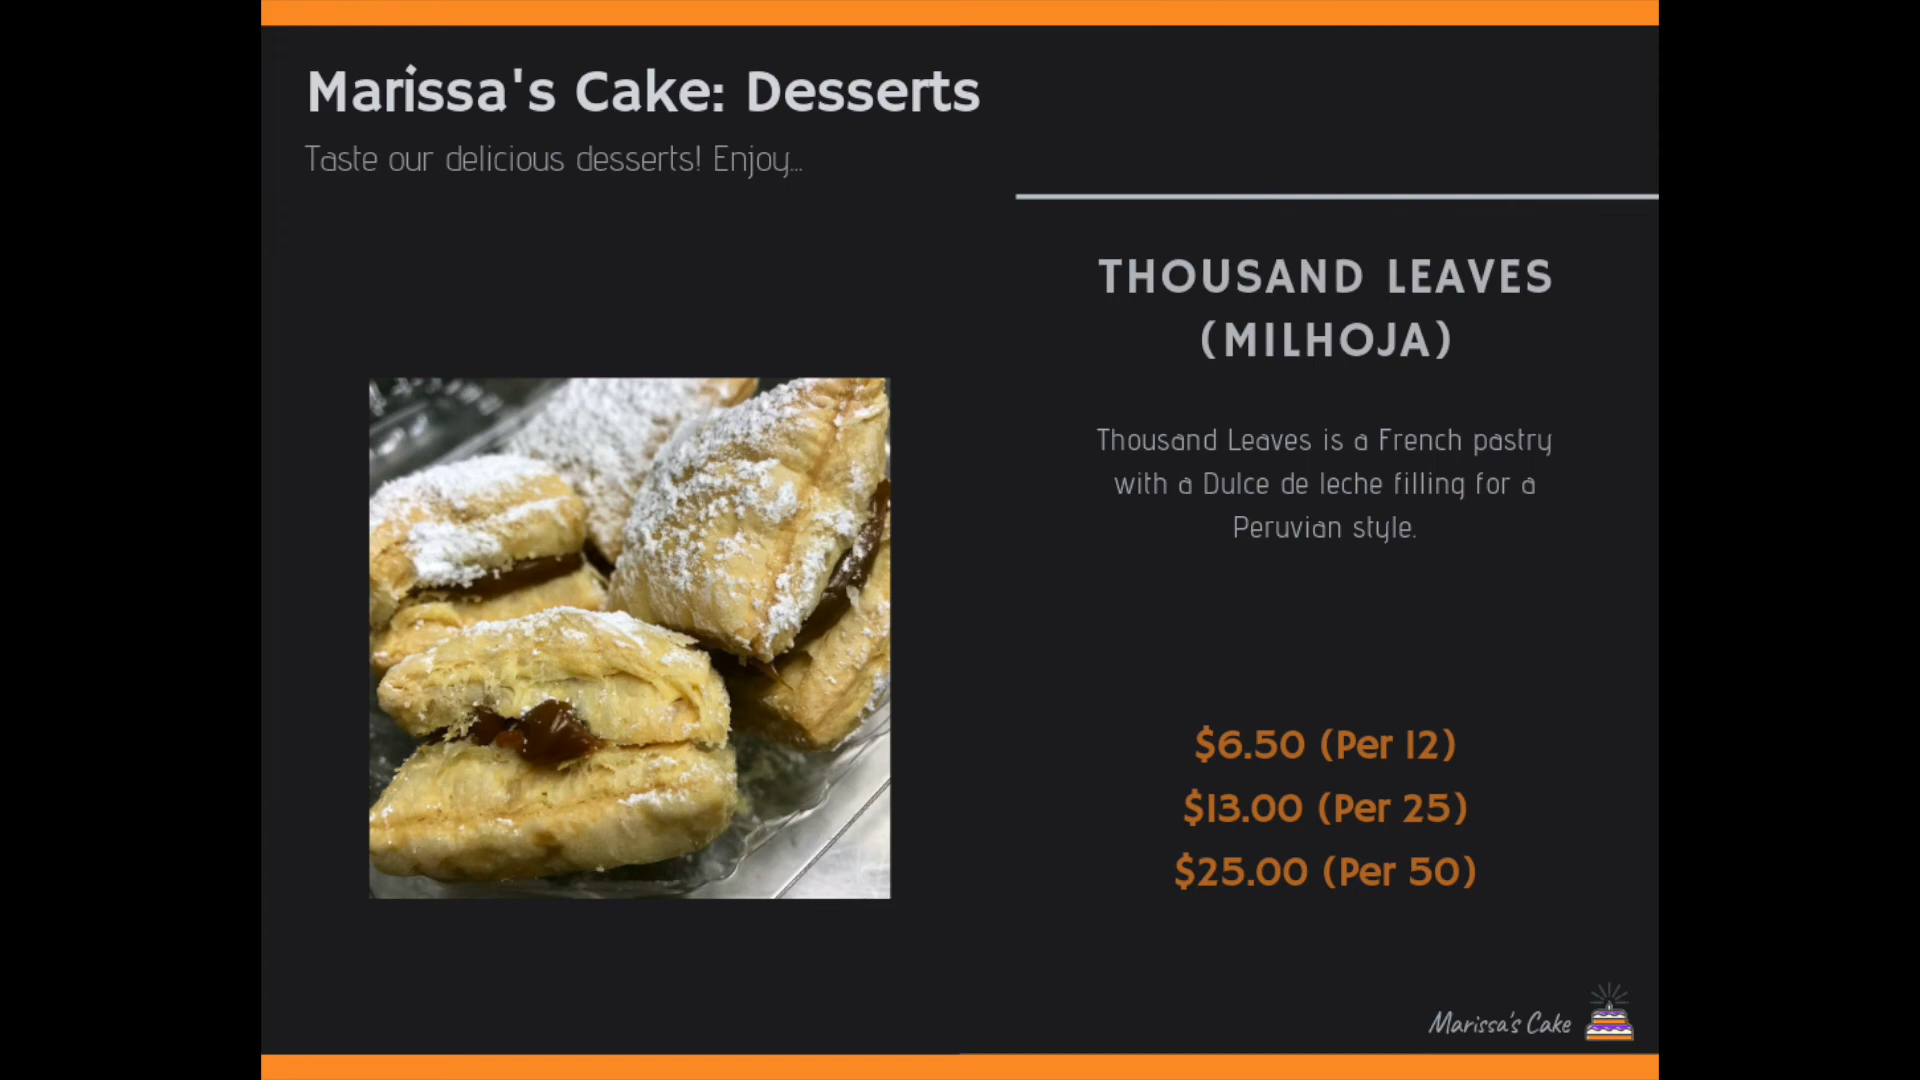 Marissa's Cake: Desserts
Taste our delicious desserts! Enjoy...
THOUSAND LEAVES
(MILHOJA)
Thousand Leaves is a French pastry
with a Dulce de leche filling for a
Peruvian style.
$6.50 (Per 12)
$13.00 (Per 25)
$25.00 (Per 50)
Marissa's Cake